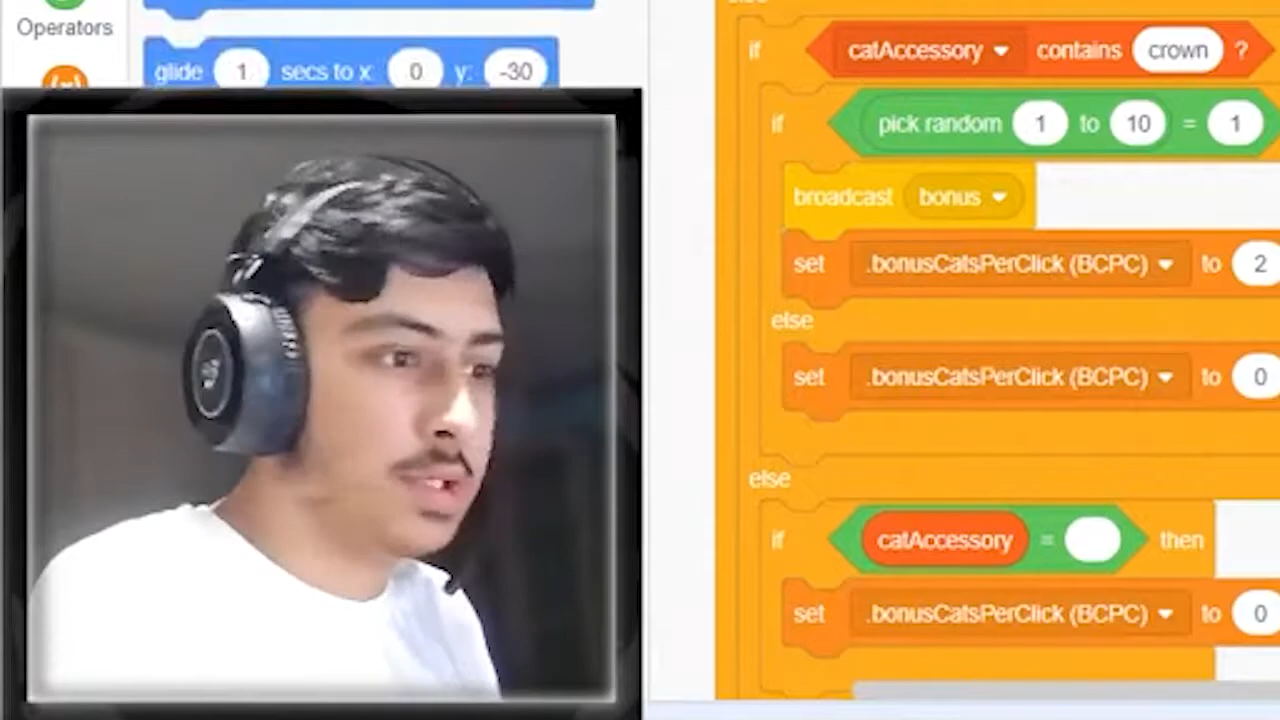 Operators
glide 1 secs to x: 0 y: -30
else
if catAccessory contains crown ?
if pick random 1 to 10 = 1
broadcast bonus
set .bonusCatsPerClick (BCPC) to 2
else
set .bonusCatsPerClick (BCPC) to 0
else
if catAccessory = then
set .bonusCatsPerClick (BCPC) to 0